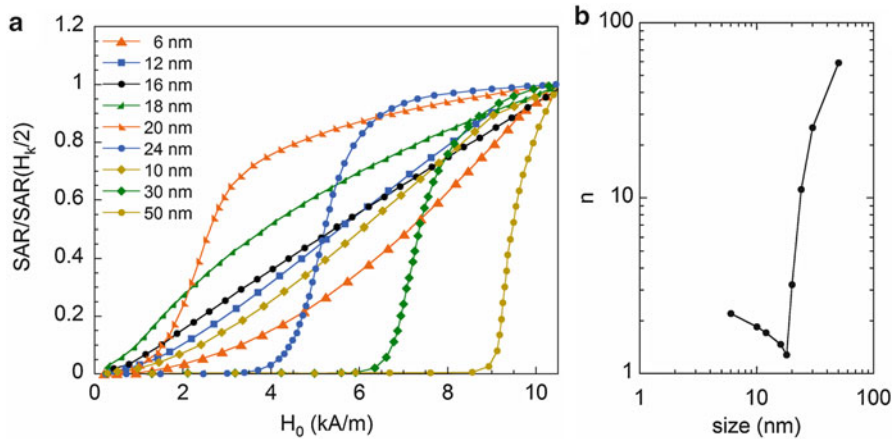 a
SAR/SAR(H_k/2)
1.2
1
0.8
0.6
0.4
0.2
0
6 nm
12 nm
16 nm
18 nm
20 nm
24 nm
10 nm
30 nm
50 nm
0 2 4 6 8 10
H_0 (kA/m)
b
n
100
10
1
1 10 100
size (nm)